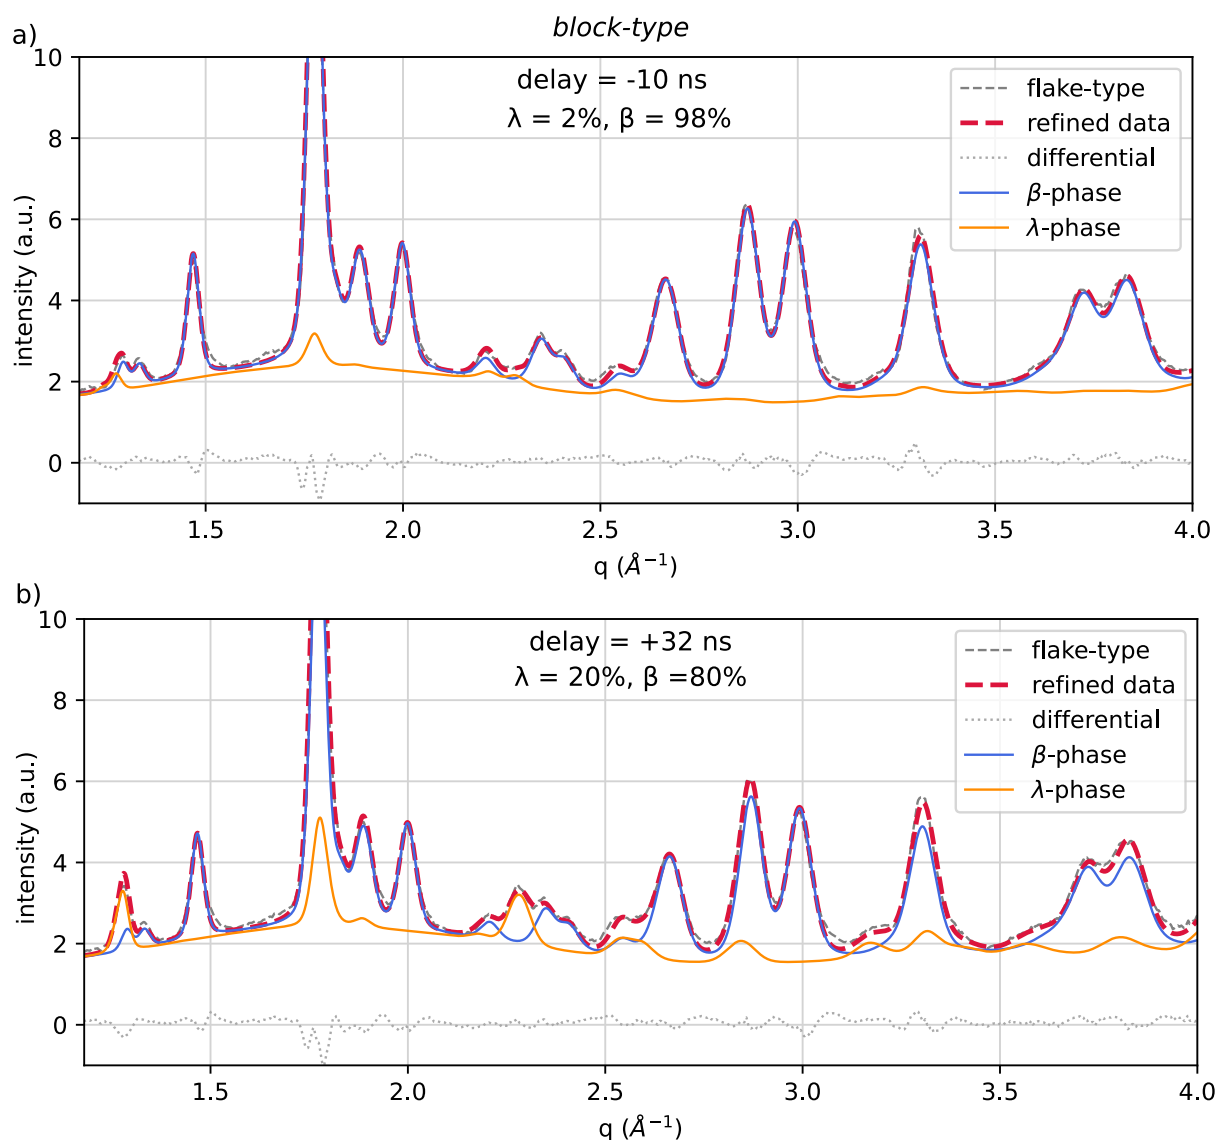 a)
block-type
delay = -10 ns
λ = 2%, β = 98%
flake-type
refined data
differential
β-phase
λ-phase
intensity (a.u.)
10
8
6
4
2
0
1.5 2.0 2.5 3.0 3.5 4.0
q (Å⁻¹)
b)
delay = +32 ns
λ = 20%, β =80%
flake-type
refined data
differential
β-phase
λ-phase
intensity (a.u.)
10
8
6
4
2
0
1.5 2.0 2.5 3.0 3.5 4.0
q (Å⁻¹)